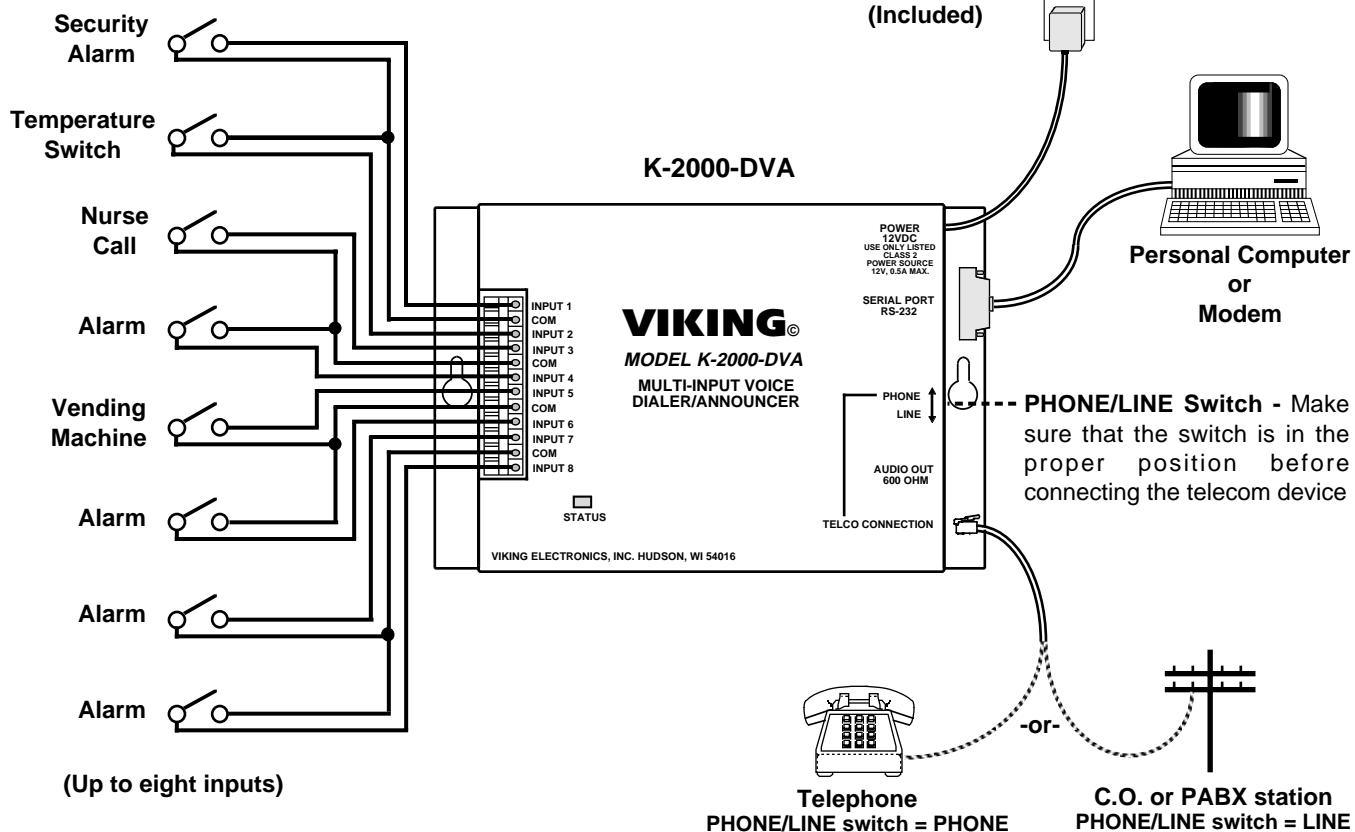 (Included)
Security
Alarm
Temperature
Switch
Nurse
Call
Alarm
Vending
Machine
Alarm
Alarm
Alarm
(Up to eight inputs)
K-2000-DVA
INPUT 1
COM
INPUT 2
INPUT 3
COM
INPUT 4
INPUT 5
COM
INPUT 6
INPUT 7
COM
INPUT 8
VIKING©
MODEL K-2000-DVA
MULTI-INPUT VOICE
DIALER/ANNOUNCER
STATUS
VIKING ELECTRONICS, INC. HUDSON, WI 54016
POWER
12VDC
USE ONLY LISTED
CLASS 2
POWER SOURCE
12V, 0.5A MAX.
SERIAL PORT
RS-232
PHONE
LINE
AUDIO OUT
600 OHM
TELCO CONNECTION
Personal Computer
or
Modem
PHONE/LINE Switch - Make
sure that the switch is in the
proper position before
connecting the telecom device
-or-
Telephone
PHONE/LINE switch = PHONE
C.O. or PABX station
PHONE/LINE switch = LINE